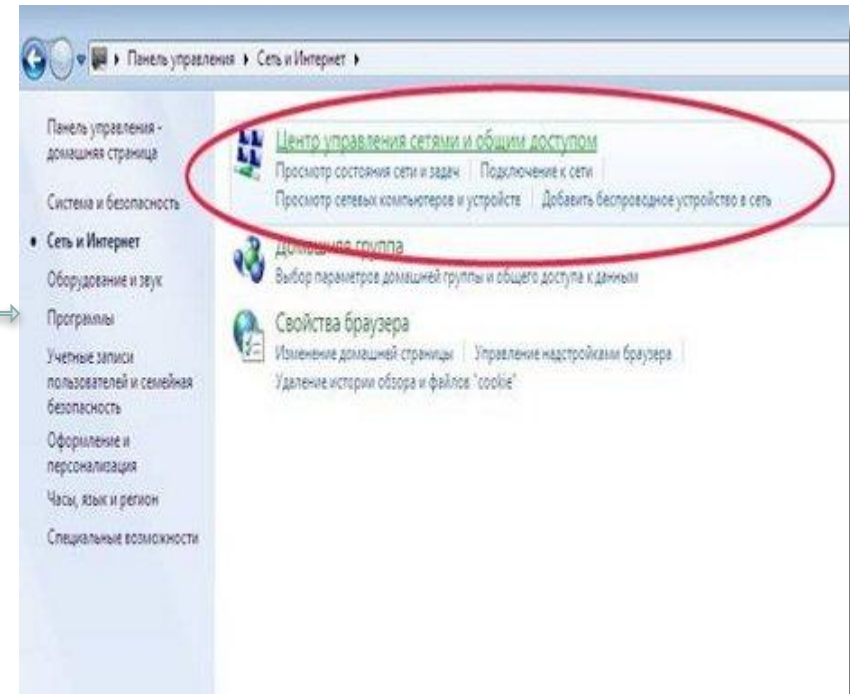 Панель управления ▸ Сеть и Интернет ▸
Панель управления -
домашняя страница
Система и безопасность
Сеть и Интернет
Оборудование и звук
Программы
Учетные записи
пользователей и семейная
безопасность
Оформление и
персонализация
Часы, язык и регион
Специальные возможности
Центр управления сетями и общим доступом
Просмотр состояния сети и задач | Подключение к сети
Просмотр сетевых компьютеров и устройств | Добавить беспроводное устройство в сеть
Домашняя группа
Выбор параметров домашней группы и общего доступа к данным
Свойства браузера
Изменение домашней страницы | Управление надстройками браузера
Удаление истории обзора и файлов "cookie"